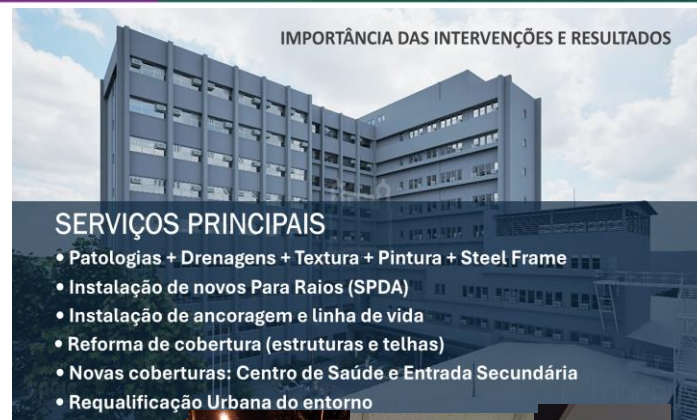 IMPORTÂNCIA DAS INTERVENÇÕES E RESULTADOS
SERVIÇOS PRINCIPAIS
• Patologias + Drenagens + Textura + Pintura + Steel Frame
• Instalação de novos Para Raios (SPDA)
• Instalação de ancoragem e linha de vida
• Reforma de cobertura (estruturas e telhas)
• Novas coberturas: Centro de Saúde e Entrada Secundária
• Requalificação Urbana do entorno